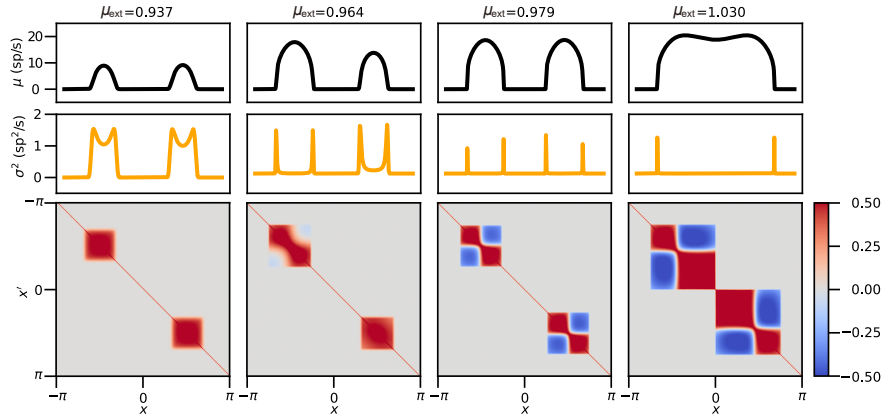 μext=0.937 μext=0.964 μext=0.979 μext=1.030
μ (sp/s)
20
0
σ² (sp²/s)
2
1
0
x′
−π
0
π
−π 0 π
x
−π 0 π
x
−π 0 π
x
−π 0 π
x
0.50
0.25
0.00
−0.25
−0.50